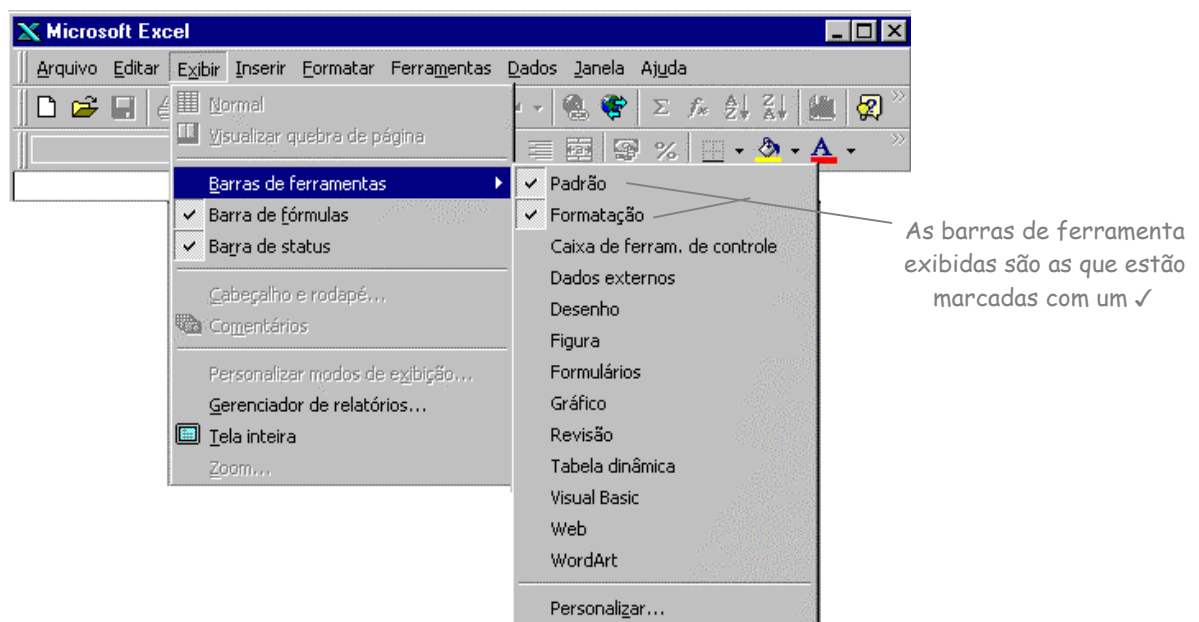 Microsoft Excel
Arquivo Editar Exibir Inserir Formatar Ferramentas Dados Janela Ajuda
Normal
Visualizar quebra de página
Barras de ferramentas
Barra de fórmulas
Barra de status
Cabeçalho e rodapé...
Comentários
Personalizar modos de exibição...
Gerenciador de relatórios...
Tela inteira
Zoom...
Padrão
Formatação
Caixa de ferram. de controle
Dados externos
Desenho
Figura
Formulários
Gráfico
Revisão
Tabela dinâmica
Visual Basic
Web
WordArt
Personalizar...
As barras de ferramenta
exibidas são as que estão
marcadas com um ✓